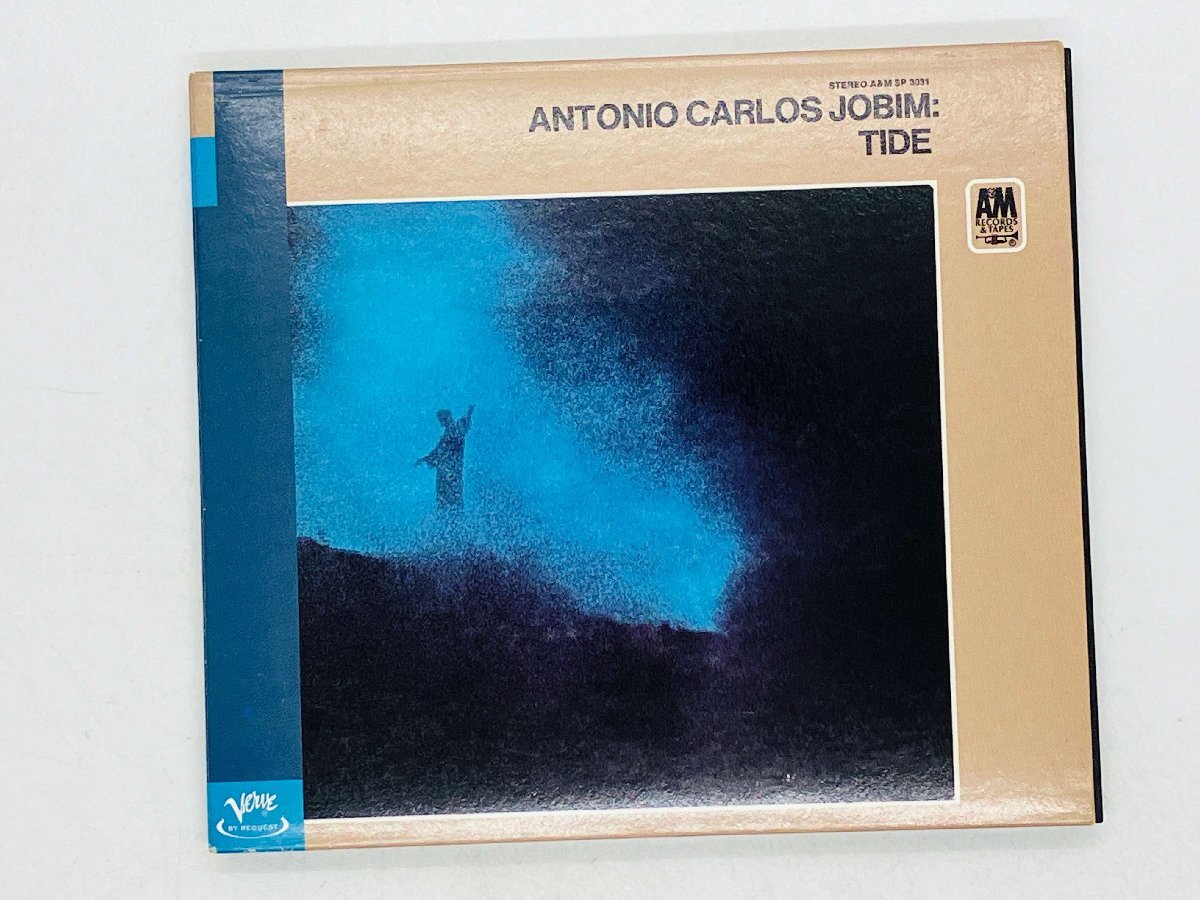 STEREO A&M SP 3031
ANTONIO CARLOS JOBIM:
TIDE
A&M
RECORDS
& TAPES
®
Verve
®
BY REQUEST